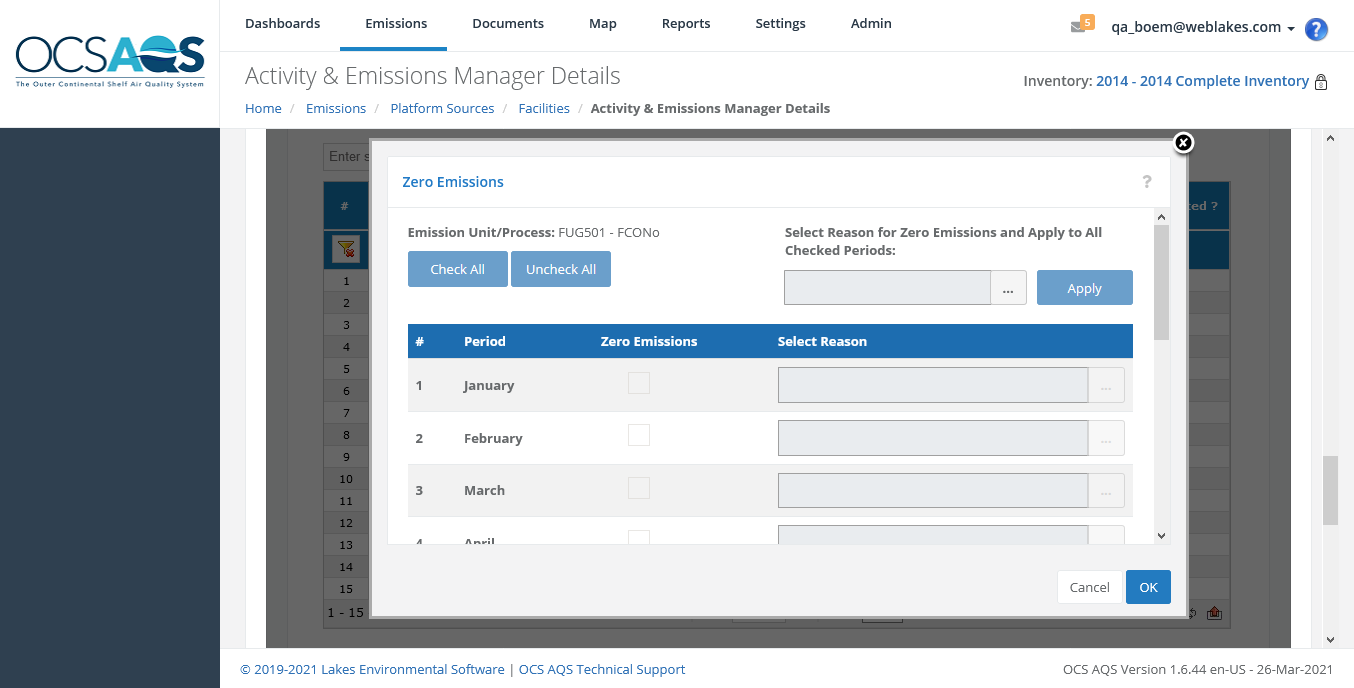 Dashboards Emissions Documents Map Reports Settings Admin 5 qa_boem@weblakes.com ?
OCSAQS
The Outer Continental Shelf Air Quality System
Activity & Emissions Manager Details
Inventory: 2014 - 2014 Complete Inventory
Home / Emissions / Platform Sources / Facilities / Activity & Emissions Manager Details
Enter s
Zero Emissions ?
# ted ?
Emission Unit/Process: FUG501 - FCONo
Select Reason for Zero Emissions and Apply to All
Checked Periods:
Check All Uncheck All
... Apply
# Period Zero Emissions Select Reason
1 January ...
2 February ...
3 March ...
4 April
1
2
3
4
5
6
7
8
9
10
11
12
13
14
15
1 - 15
Cancel OK
© 2019-2021 Lakes Environmental Software | OCS AQS Technical Support
OCS AQS Version 1.6.44 en-US - 26-Mar-2021